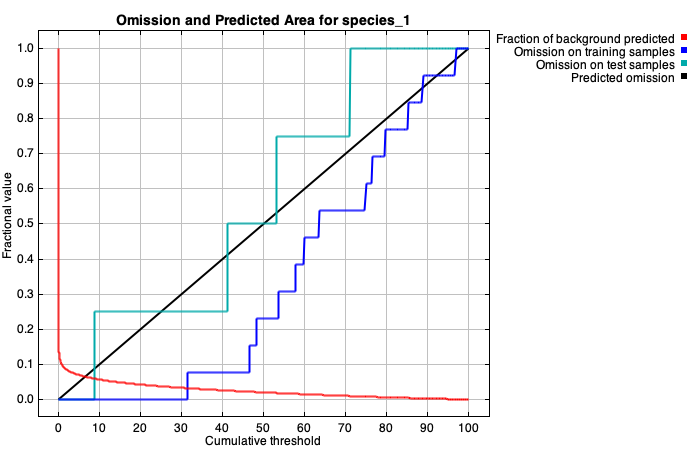 Omission and Predicted Area for species_1
Fraction of background predicted
Omission on training samples
Omission on test samples
Predicted omission
Fractional value
1.0
0.9
0.8
0.7
0.6
0.5
0.4
0.3
0.2
0.1
0.0
0 10 20 30 40 50 60 70 80 90 100
Cumulative threshold